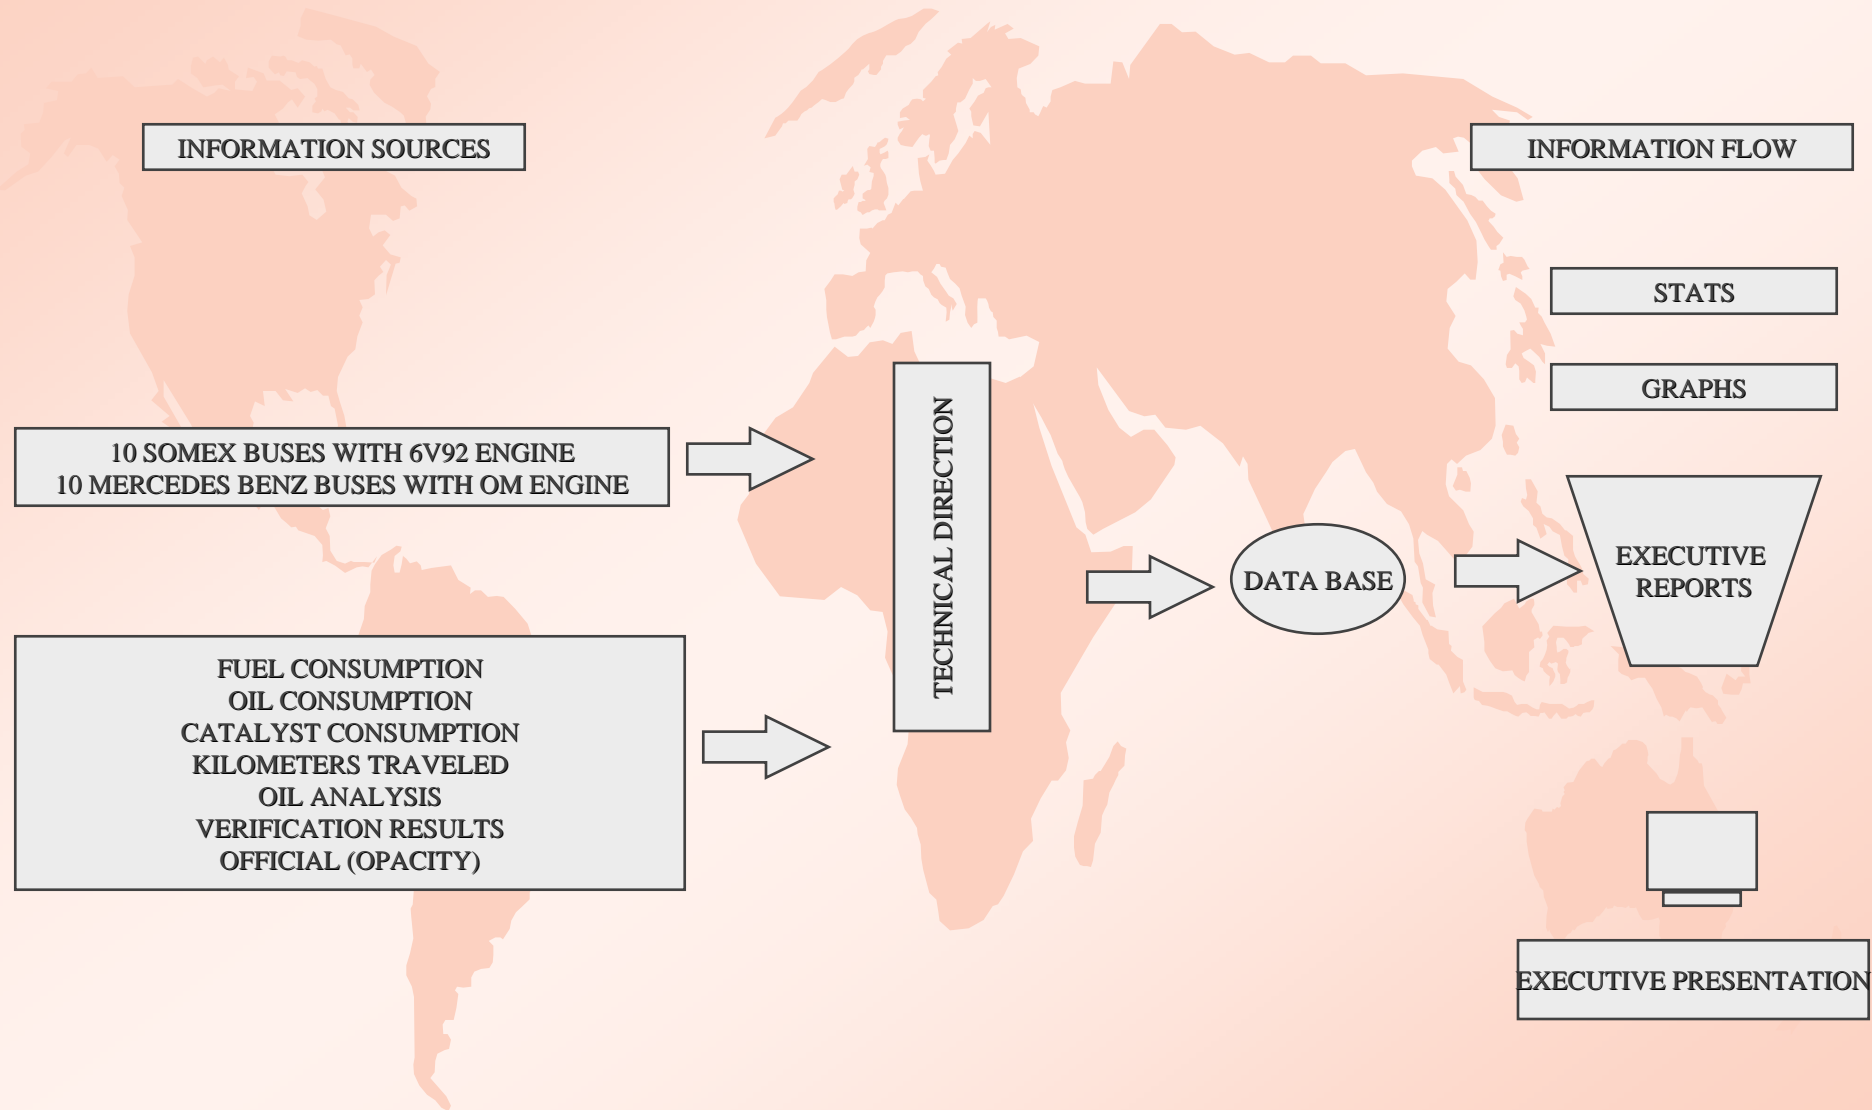 INFORMATION SOURCES
INFORMATION FLOW
STATS
GRAPHS
10 SOMEX BUSES WITH 6V92 ENGINE
10 MERCEDES BENZ BUSES WITH OM ENGINE
TECHNICAL DIRECTION
DATA BASE
EXECUTIVE
REPORTS
FUEL CONSUMPTION
OIL CONSUMPTION
CATALYST CONSUMPTION
KILOMETERS TRAVELED
OIL ANALYSIS
VERIFICATION RESULTS
OFFICIAL (OPACITY)
EXECUTIVE PRESENTATION